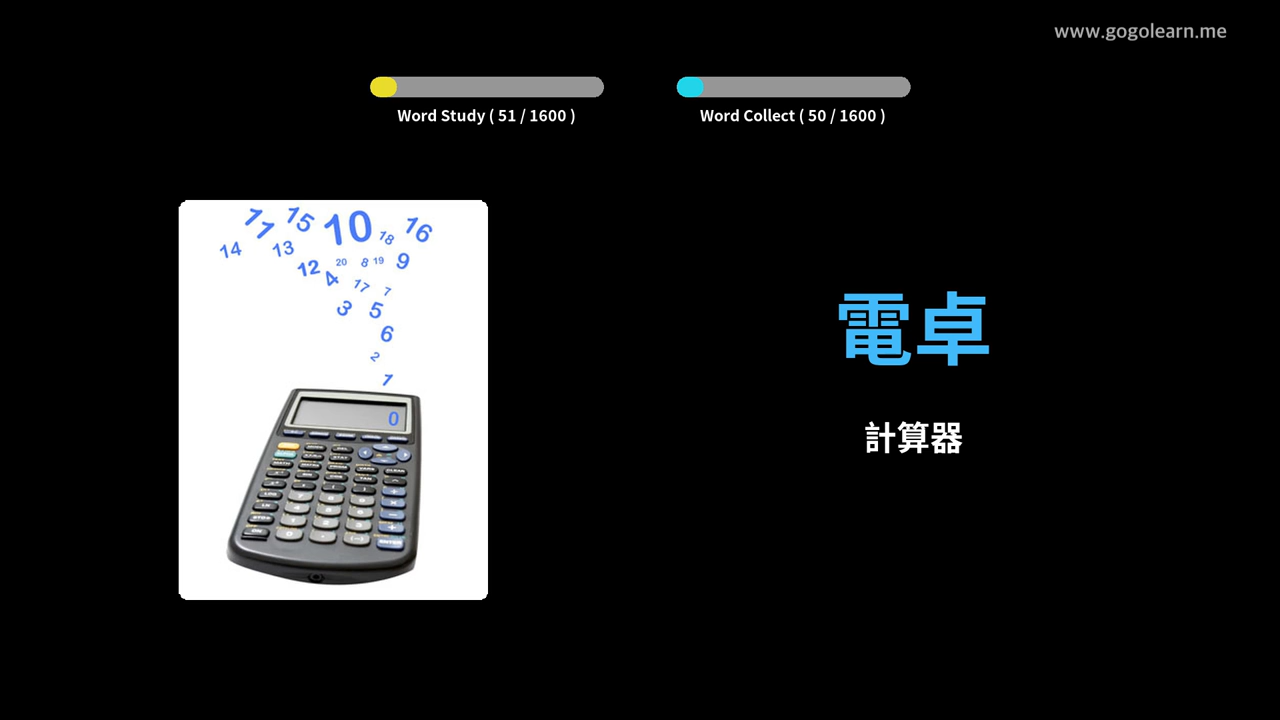 www.gogolearn.me
Word Study ( 51 / 1600 )
Word Collect ( 50 / 1600 )
11 15 10 18 16
14 13 12 20 8 19 9
4 17 7
3 5
6
2
1
0
電卓
計算器